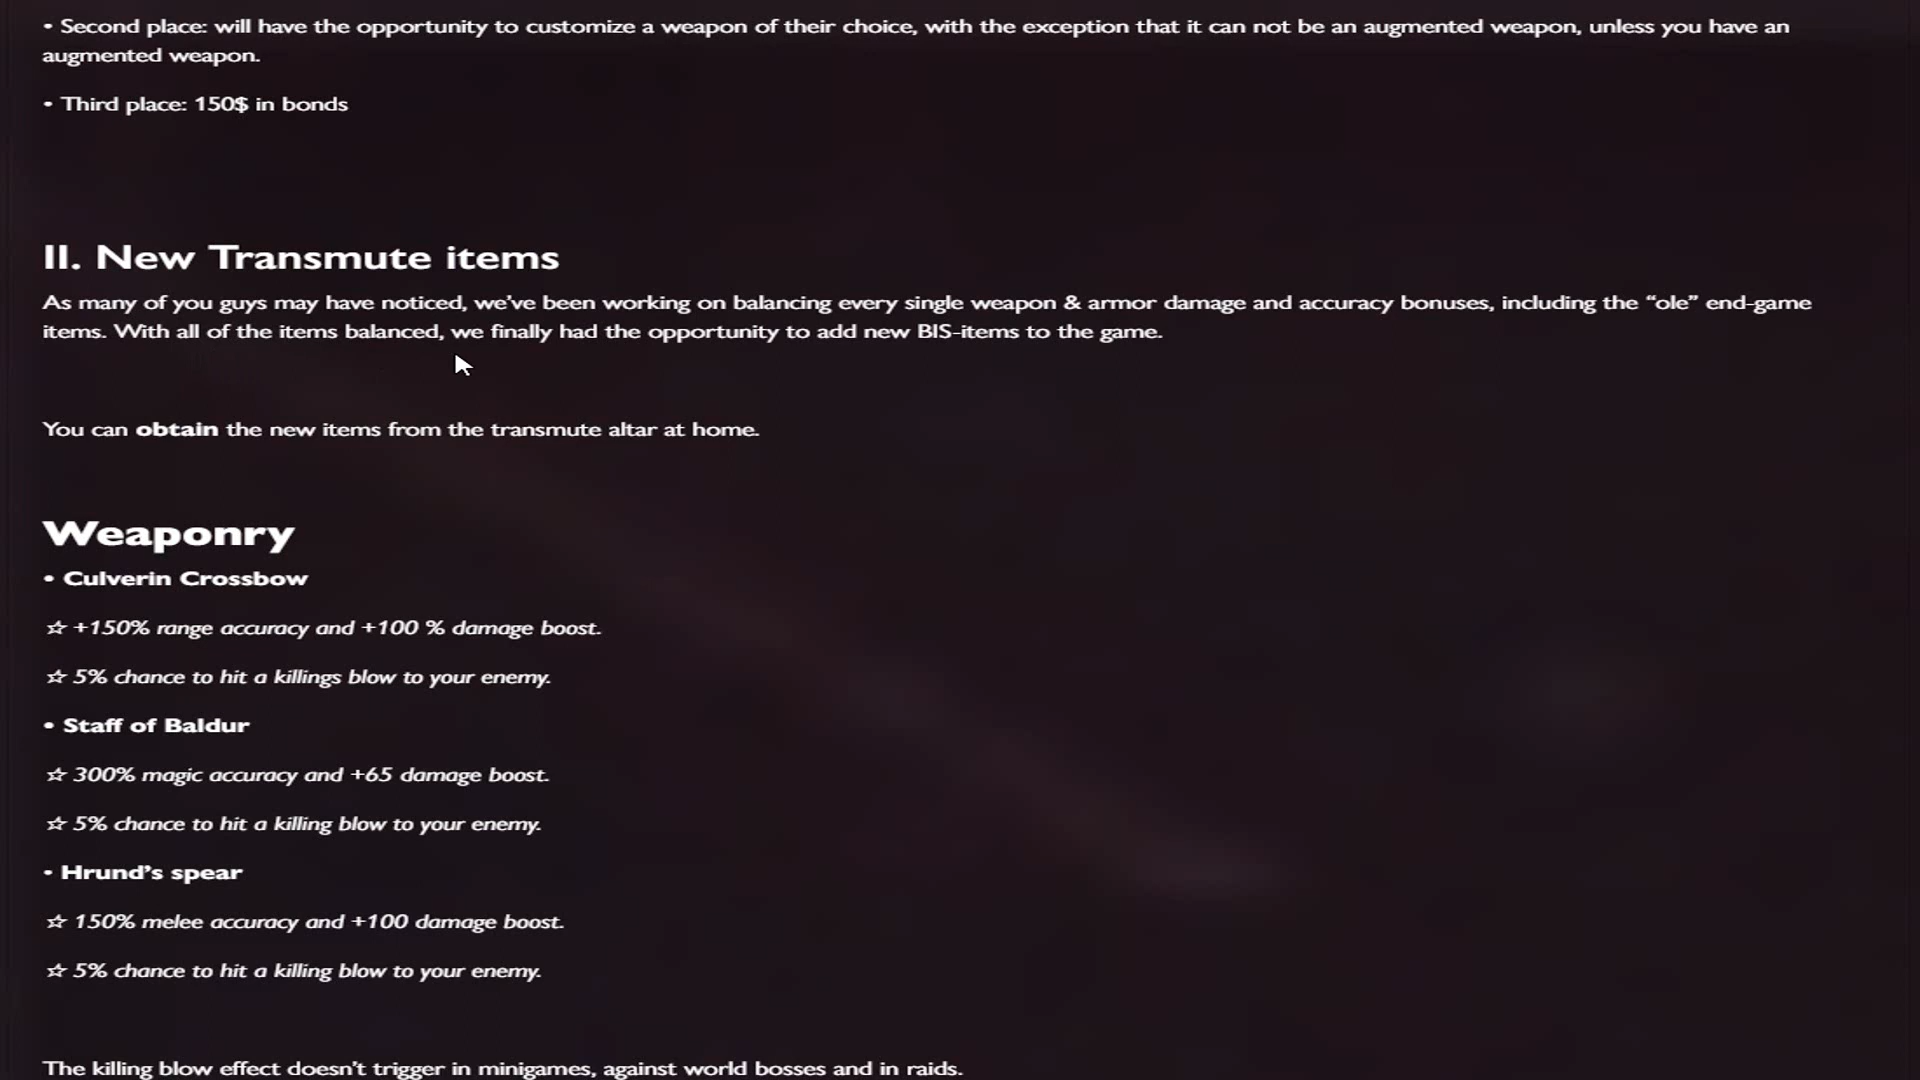 • Second place: will have the opportunity to customize a weapon of their choice, with the exception that it can not be an augmented weapon, unless you have an
augmented weapon.
• Third place: 150$ in bonds
II. New Transmute items
As many of you guys may have noticed, we’ve been working on balancing every single weapon & armor damage and accuracy bonuses, including the “ole” end-game
items. With all of the items balanced, we finally had the opportunity to add new BIS-items to the game.
You can obtain the new items from the transmute altar at home.
Weaponry
• Culverin Crossbow
☆ +150% range accuracy and +100 % damage boost.
☆ 5% chance to hit a killings blow to your enemy.
• Staff of Baldur
☆ 300% magic accuracy and +65 damage boost.
☆ 5% chance to hit a killing blow to your enemy.
• Hrund’s spear
☆ 150% melee accuracy and +100 damage boost.
☆ 5% chance to hit a killing blow to your enemy.
The killing blow effect doesn’t trigger in minigames, against world bosses and in raids.